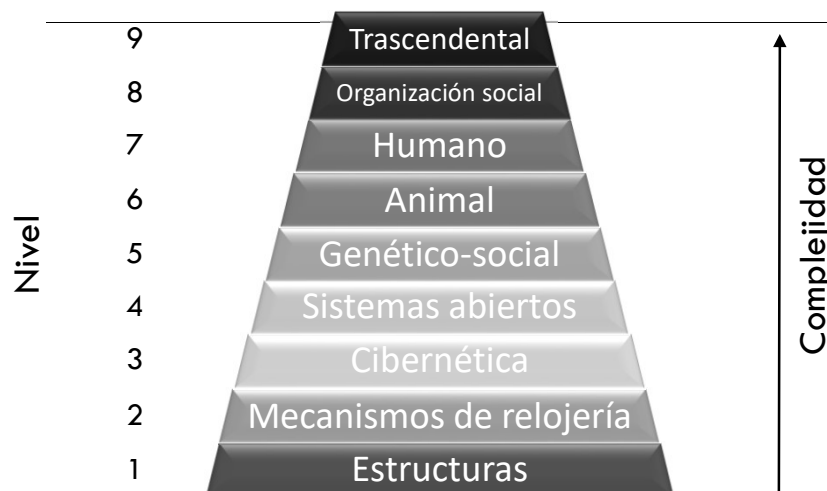 9 Trascendental
8 Organización social
7 Humano
6 Animal
5 Genético-social
4 Sistemas abiertos
3 Cibernética
2 Mecanismos de relojería
1 Estructuras
Nivel
Complejidad